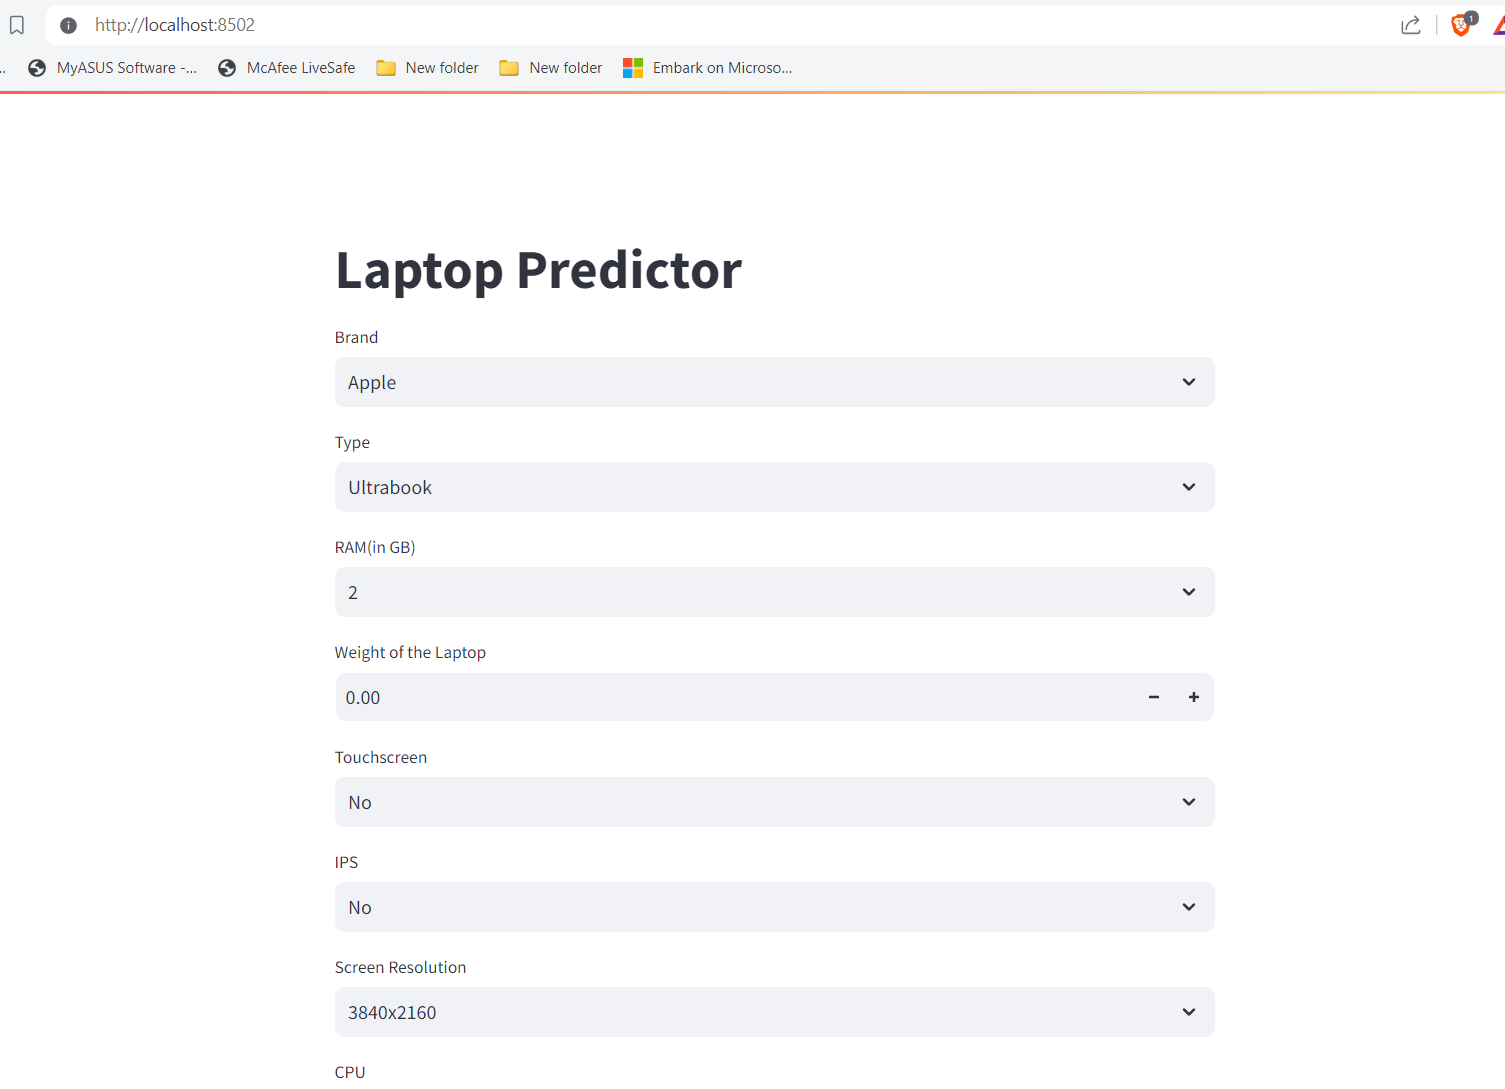 http://localhost:8502
1
.. MyASUS Software -... McAfee LiveSafe New folder New folder Embark on Microso...
Laptop Predictor
Brand
Apple
Type
Ultrabook
RAM(in GB)
2
Weight of the Laptop
0.00
Touchscreen
No
IPS
No
Screen Resolution
3840x2160
CPU